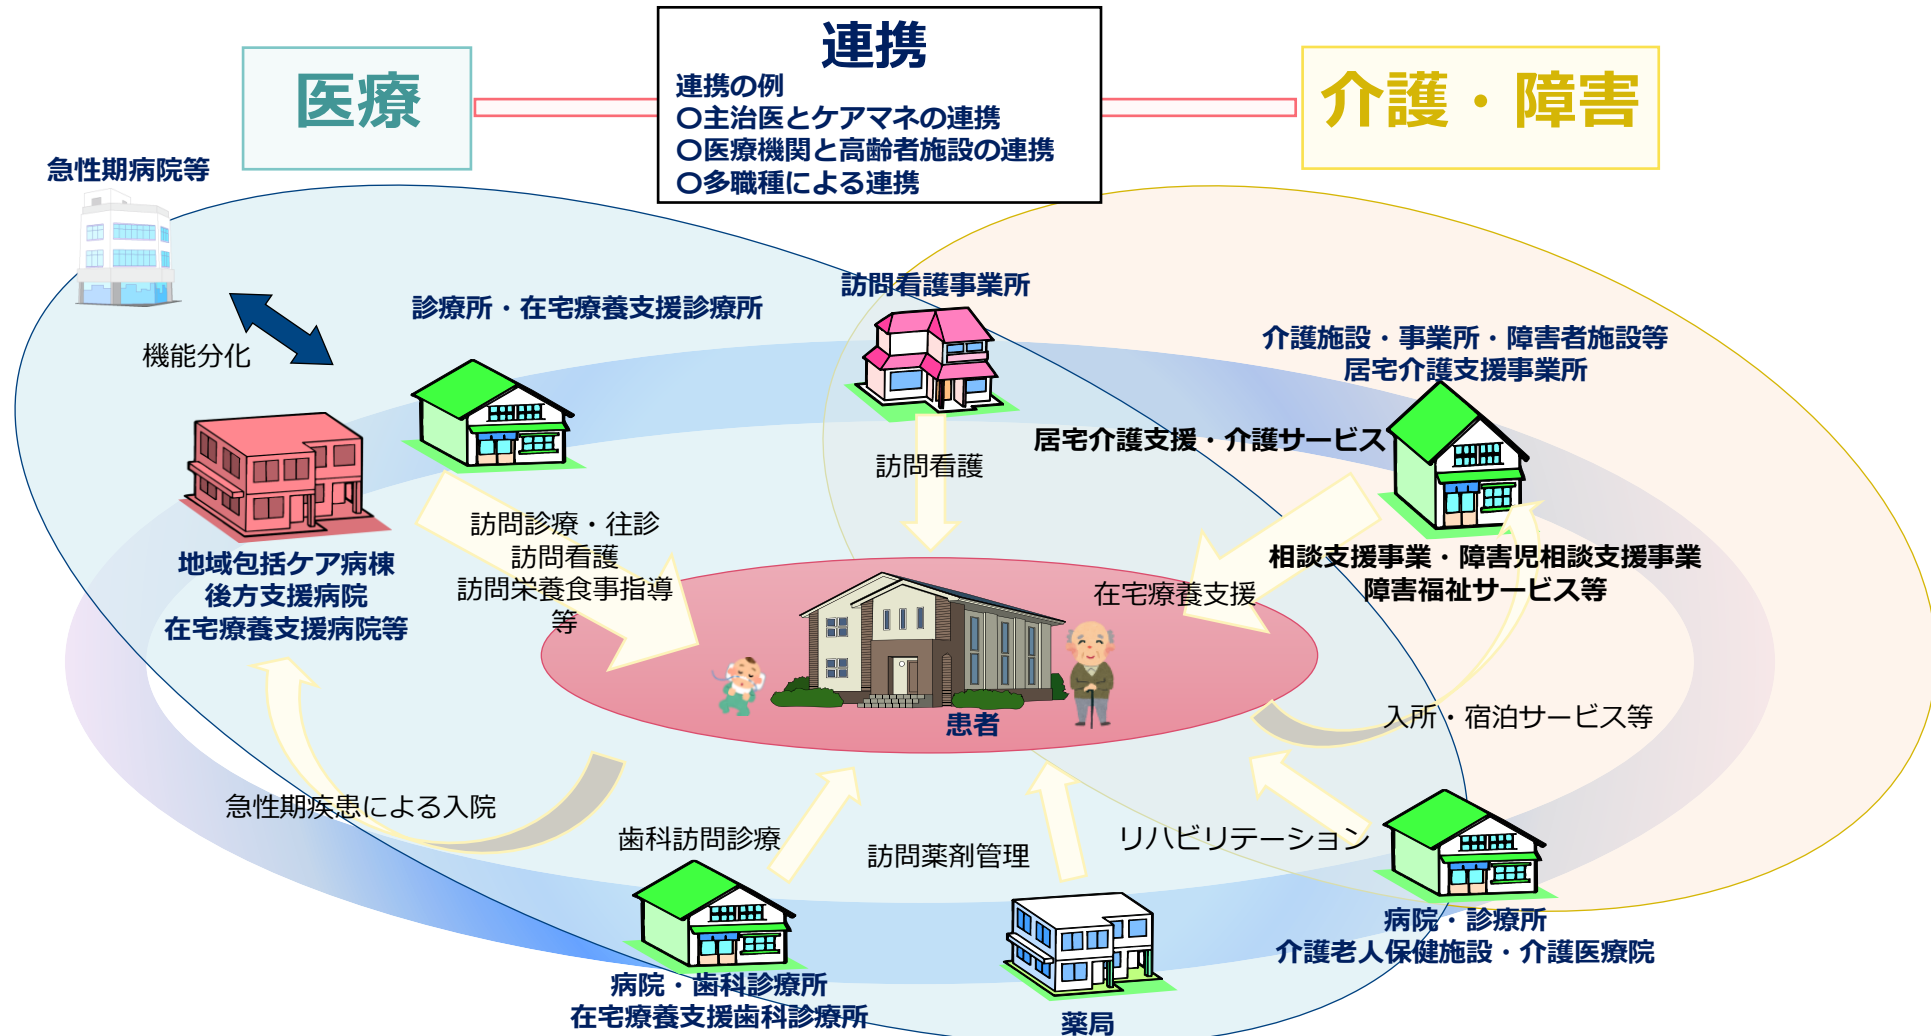 連携
連携の例
〇主治医とケアマネの連携
〇医療機関と高齢者施設の連携
〇多職種による連携
医療
介護・障害
急性期病院等
機能分化
診療所・在宅療養支援診療所
訪問看護事業所
介護施設・事業所・障害者施設等
居宅介護支援事業所
居宅介護支援・介護サービス
訪問看護
訪問診療・往診
訪問看護
訪問栄養食事指導
等
地域包括ケア病棟
後方支援病院
在宅療養支援病院等
相談支援事業・障害児相談支援事業
障害福祉サービス等
在宅療養支援
患者
入所・宿泊サービス等
急性期疾患による入院
歯科訪問診療
訪問薬剤管理
リハビリテーション
病院・歯科診療所
在宅療養支援歯科診療所
薬局
病院・診療所
介護老人保健施設・介護医療院